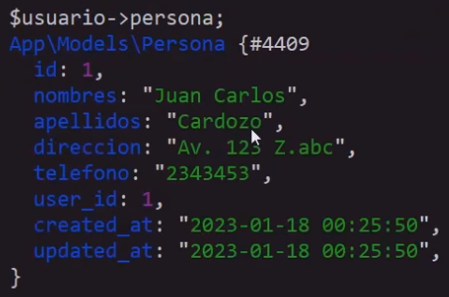 $usuario->persona;
App\Models\Persona {#4409
id: 1,
nombres: "Juan Carlos",
apellidos: "Cardozo",
direccion: "Av. 123 Z.abc",
telefono: "2343453",
user_id: 1,
created_at: "2023-01-18 00:25:50",
updated_at: "2023-01-18 00:25:50",
}